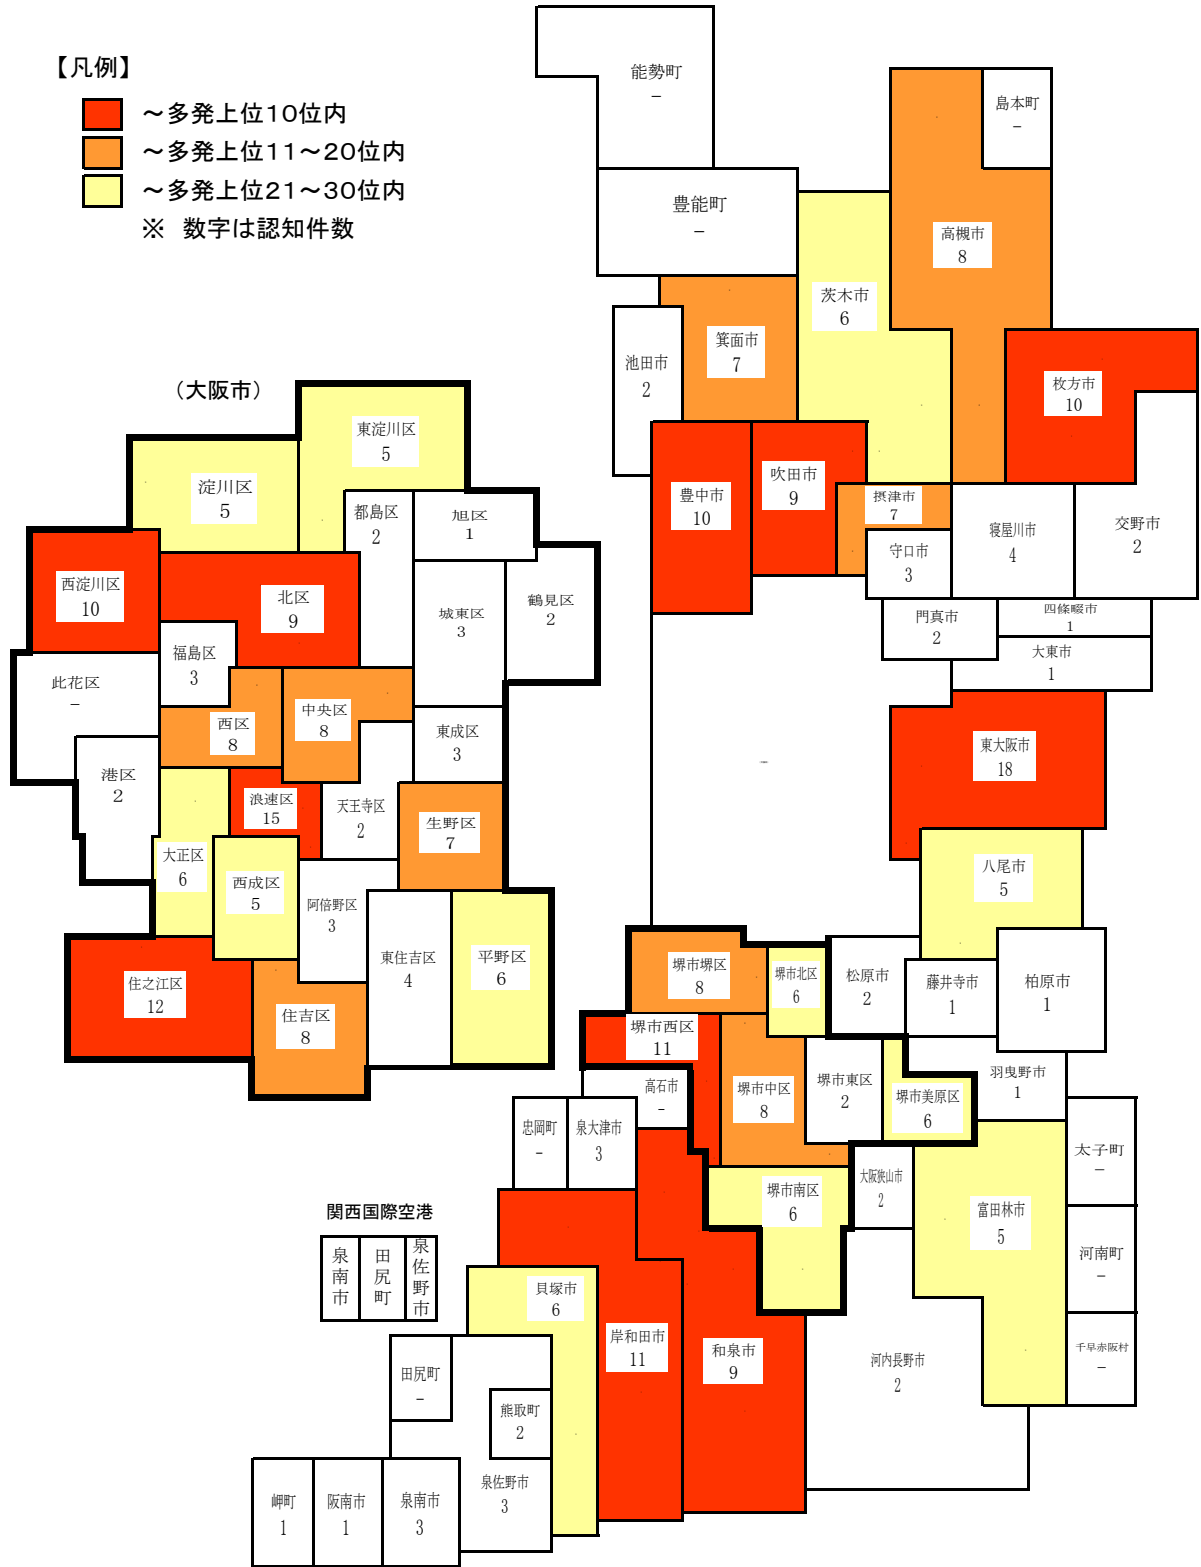 【凡例】
～多発上位10位内
～多発上位11～20位内
～多発上位21～30位内
※ 数字は認知件数
能勢町
－
島本町
－
豊能町
－
高槻市
8
茨木市
6
箕面市
7
池田市
2
枚方市
10
豊中市
10
吹田市
9
摂津市
7
守口市
3
寝屋川市
4
交野市
2
門真市
2
四條畷市
1
大東市
1
東大阪市
18
八尾市
5
－
（大阪市）
東淀川区
5
淀川区
5
都島区
2
旭区
1
西淀川区
10
北区
9
城東区
3
鶴見区
2
福島区
3
此花区
－
西区
8
中央区
8
東成区
3
港区
2
浪速区
15
天王寺区
2
生野区
7
大正区
6
西成区
5
阿倍野区
3
東住吉区
4
平野区
6
住之江区
12
住吉区
8
堺市堺区
8
堺市北区
6
松原市
2
藤井寺市
1
柏原市
1
堺市西区
11
堺市中区
8
堺市東区
2
堺市美原区
6
羽曳野市
1
高石市
－
忠岡町
－
泉大津市
3
太子町
－
堺市南区
6
大阪狭山市
2
富田林市
5
河南町
－
千早赤阪村
－
関西国際空港
泉南市
田尻町
泉佐野市
貝塚市
6
岸和田市
11
和泉市
9
河内長野市
2
田尻町
－
熊取町
2
泉佐野市
3
岬町
1
阪南市
1
泉南市
3